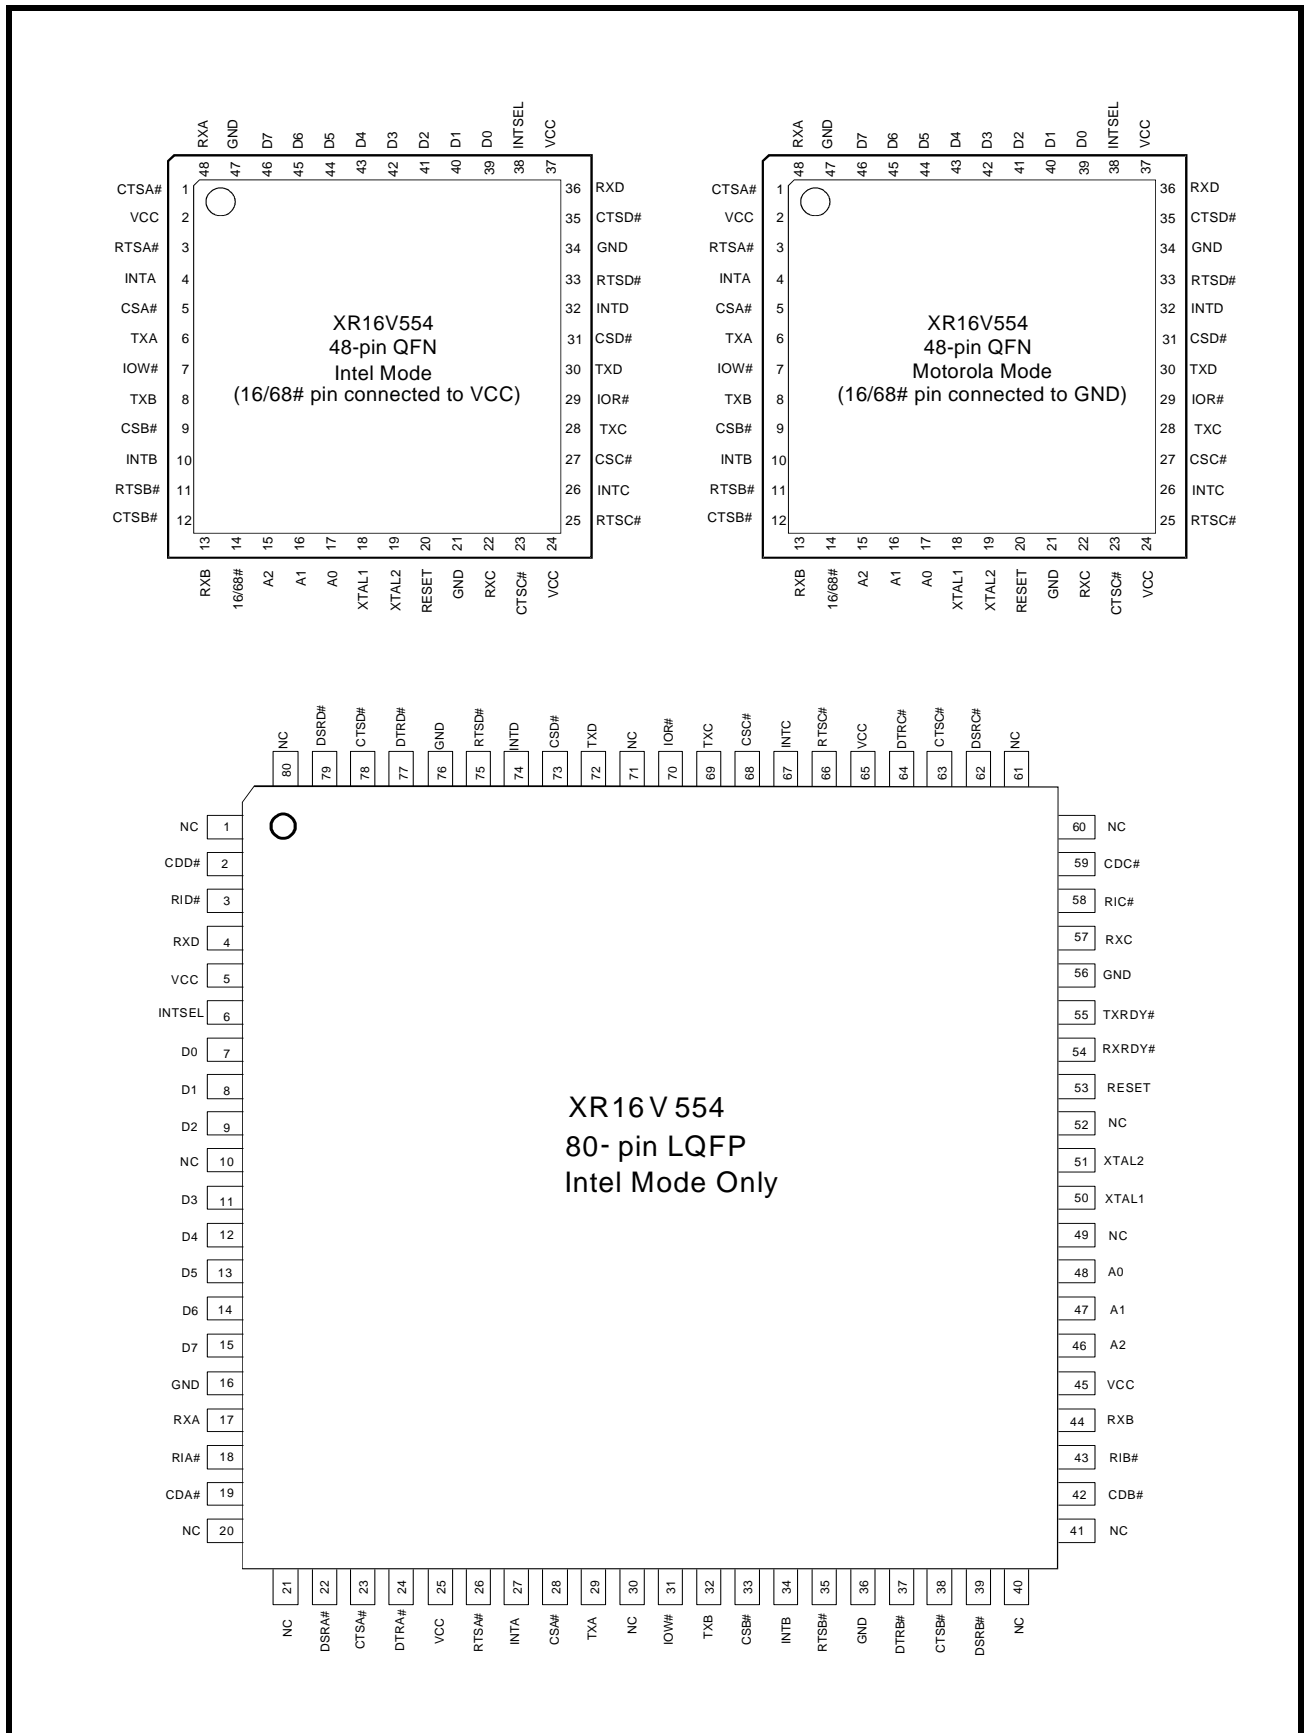 RXA GND D7 D6 D5 D4 D3 D2 D1 D0 INTSEL VCC
48 47 46 45 44 43 42 41 40 39 38 37
CTSA# 1 36 RXD
VCC 2 35 CTSD#
RTSA# 3 34 GND
INTA 4 33 RTSD#
CSA# 5 32 INTD
TXA 6 31 CSD#
IOW# 7 30 TXD
TXB 8 29 IOR#
CSB# 9 28 TXC
INTB 10 27 CSC#
RTSB# 11 26 INTC
CTSB# 12 25 RTSC#
XR16V554
48-pin QFN
Intel Mode
(16/68# pin connected to VCC)
13 14 15 16 17 18 19 20 21 22 23 24
RXB 16/68# A2 A1 A0 XTAL1 XTAL2 RESET GND RXC CTSC# VCC
RXA GND D7 D6 D5 D4 D3 D2 D1 D0 INTSEL VCC
48 47 46 45 44 43 42 41 40 39 38 37
CTSA# 1 36 RXD
VCC 2 35 CTSD#
RTSA# 3 34 GND
INTA 4 33 RTSD#
CSA# 5 32 INTD
TXA 6 31 CSD#
IOW# 7 30 TXD
TXB 8 29 IOR#
CSB# 9 28 TXC
INTB 10 27 CSC#
RTSB# 11 26 INTC
CTSB# 12 25 RTSC#
XR16V554
48-pin QFN
Motorola Mode
(16/68# pin connected to GND)
13 14 15 16 17 18 19 20 21 22 23 24
RXB 16/68# A2 A1 A0 XTAL1 XTAL2 RESET GND RXC CTSC# VCC
NC DSRD# CTSD# DTRD# GND RTSD# INTD CSD# TXD NC IOR# TXC CSC# INTC RTSC# VCC DTRC# CTSC# DSRC# NC
80 79 78 77 76 75 74 73 72 71 70 69 68 67 66 65 64 63 62 61
NC 1 60 NC
CDD# 2 59 CDC#
RID# 3 58 RIC#
RXD 4 57 RXC
VCC 5 56 GND
INTSEL 6 55 TXRDY#
D0 7 54 RXRDY#
D1 8 53 RESET
D2 9 52 NC
NC 10 51 XTAL2
D3 11 50 XTAL1
D4 12 49 NC
D5 13 48 A0
D6 14 47 A1
D7 15 46 A2
GND 16 45 VCC
RXA 17 44 RXB
RIA# 18 43 RIB#
CDA# 19 42 CDB#
NC 20 41 NC
XR16V554
80- pin LQFP
Intel Mode Only
21 22 23 24 25 26 27 28 29 30 31 32 33 34 35 36 37 38 39 40
NC DSRA# CTSA# DTRA# VCC RTSA# INTA CSA# TXA NC IOW# TXB CSB# INTB RTSB# GND DTRB# CTSB# DSRB# NC